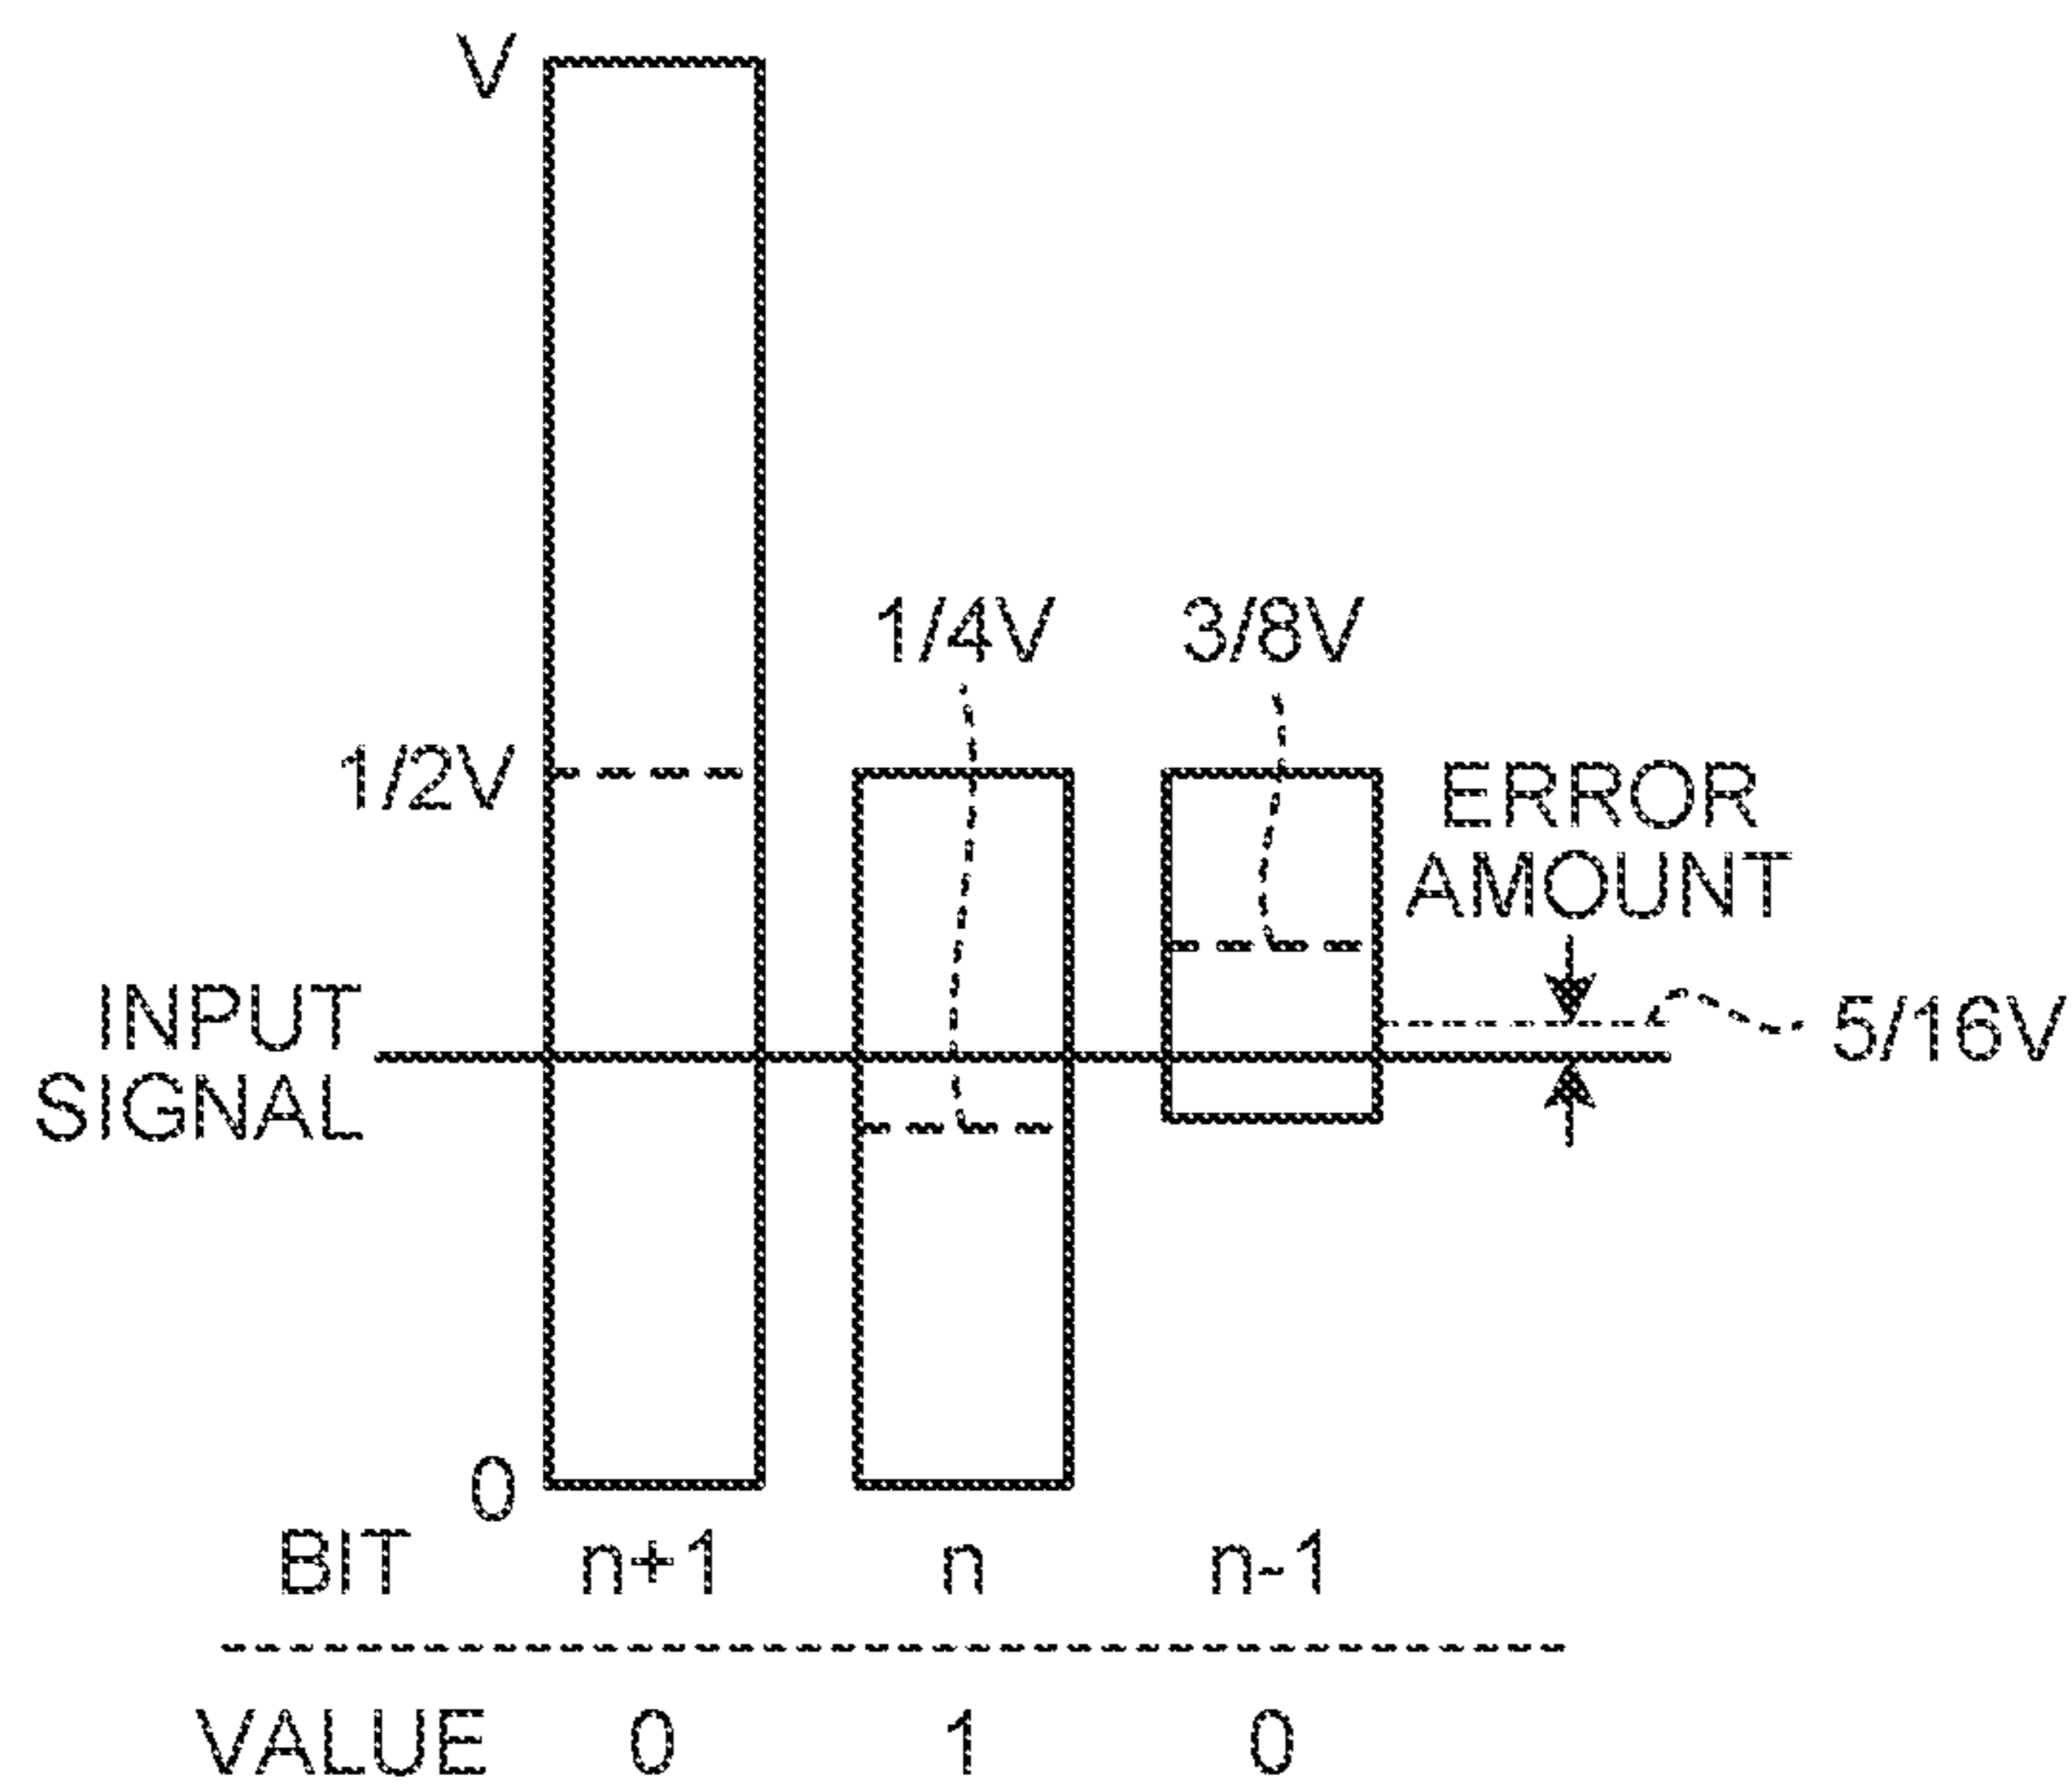 V
1/4V 3/8V
1/2V
ERROR
AMOUNT
INPUT
SIGNAL
5/16V
0
BIT n+1 n n-1
VALUE 0 1 0